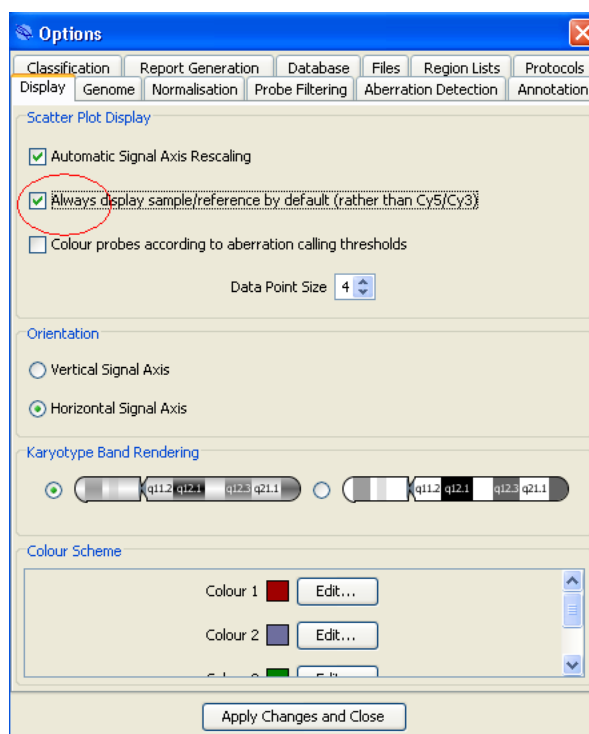 Options
Classification Report Generation Database Files Region Lists Protocols
Display Genome Normalisation Probe Filtering Aberration Detection Annotation
Scatter Plot Display
Automatic Signal Axis Rescaling
Always display sample/reference by default (rather than Cy5/Cy3)
Colour probes according to aberration calling thresholds
Data Point Size 4
Orientation
Vertical Signal Axis
Horizontal Signal Axis
Karyotype Band Rendering
q11.2 q12.1 q12.3 q21.1 q11.2 q12.1 q12.3 q21.1
Colour Scheme
Colour 1 Edit...
Colour 2 Edit...
Apply Changes and Close